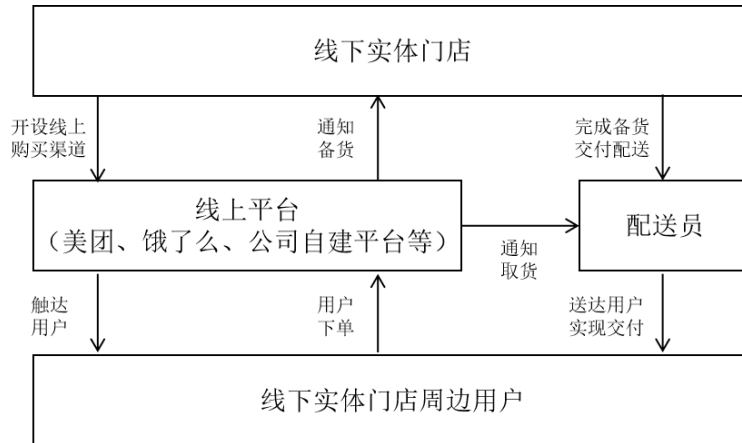 线下实体门店
开设线上
购买渠道
通知
备货
完成备货
交付配送
线上平台
（美团、饿了么、公司自建平台等）
配送员
通知
取货
触达
用户
用户
下单
送达用户
实现交付
线下实体门店周边用户